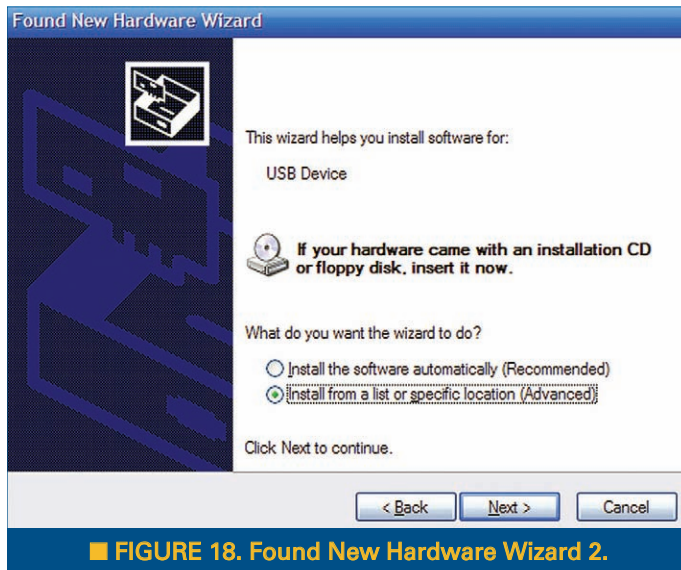 Found New Hardware Wizard
This wizard helps you install software for:
USB Device
If your hardware came with an installation CD
or floppy disk, insert it now.
What do you want the wizard to do?
Install the software automatically (Recommended)
Install from a list or specific location (Advanced)
Click Next to continue.
< Back Next > Cancel
■ FIGURE 18. Found New Hardware Wizard 2.